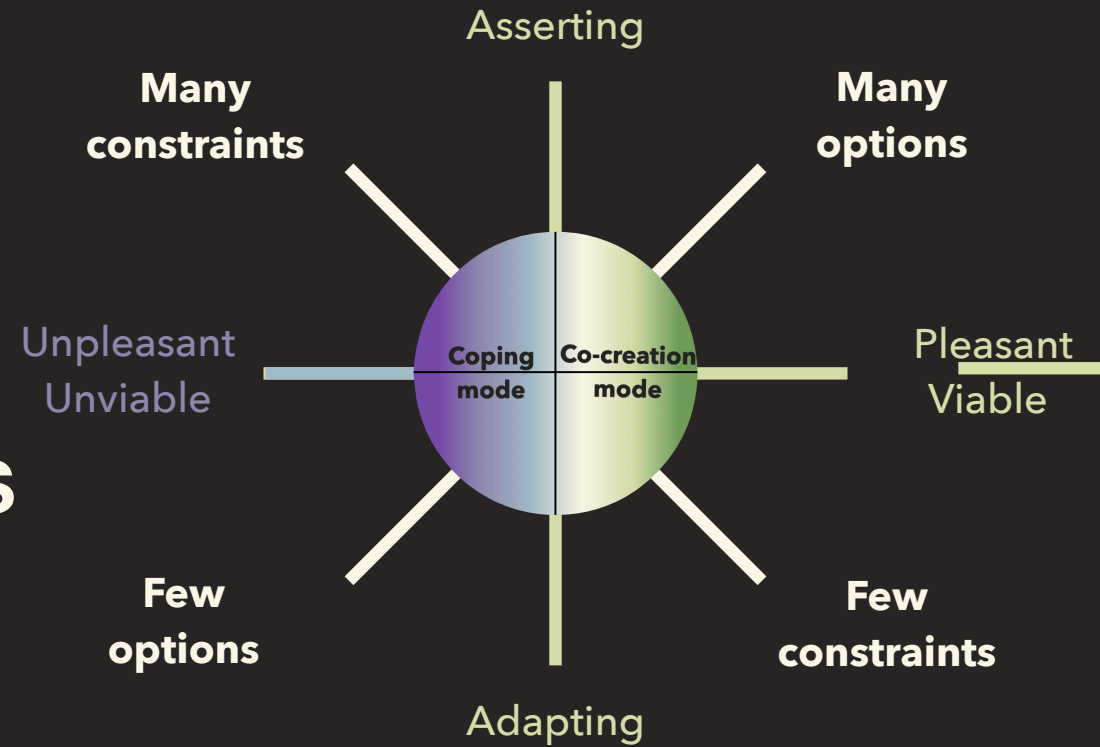 Asserting
Many
constraints
Many
options
Unpleasant
Unviable
Coping
mode
Co-creation
mode
Pleasant
Viable
s
Few
options
Few
constraints
Adapting